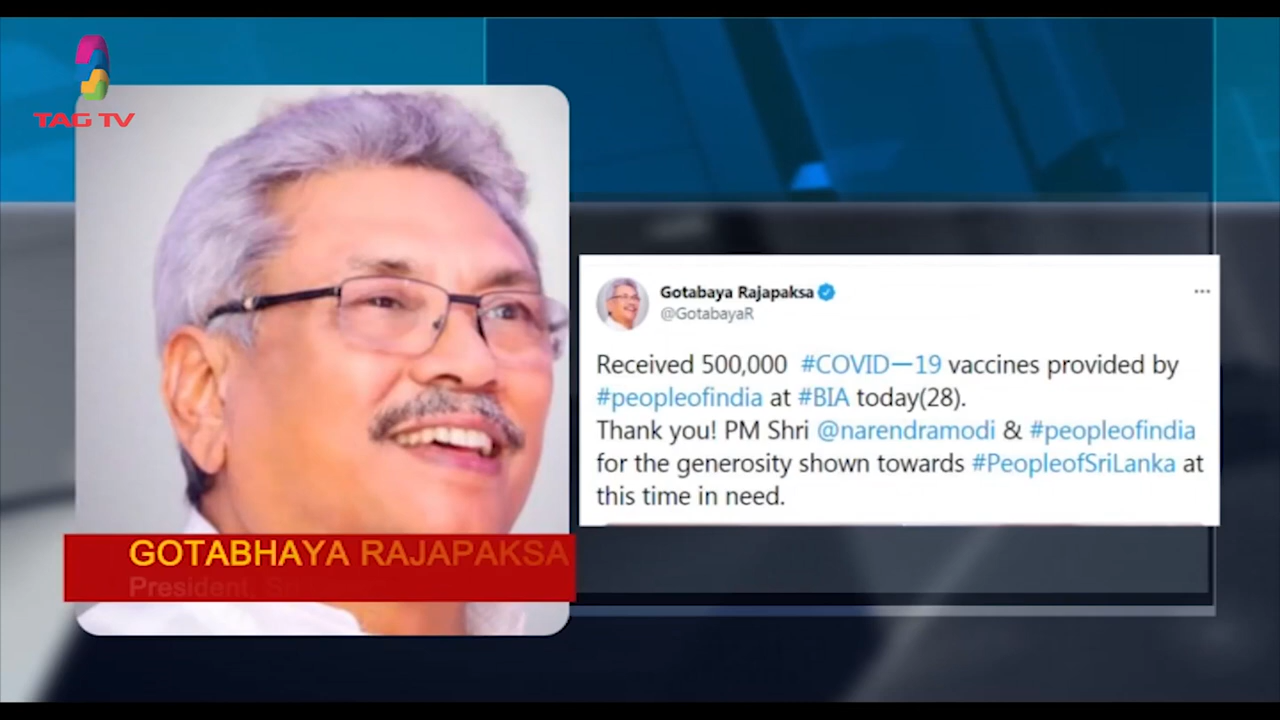 TAG TV
Gotabaya Rajapaksa
@GotabayaR
Received 500,000 #COVID—19 vaccines provided by
#peopleofindia at #BIA today(28).
Thank you! PM Shri @narendramodi & #peopleofindia
for the generosity shown towards #PeopleofSriLanka at
this time in need.
GOTABHAYA RAJAPAKSA
President,